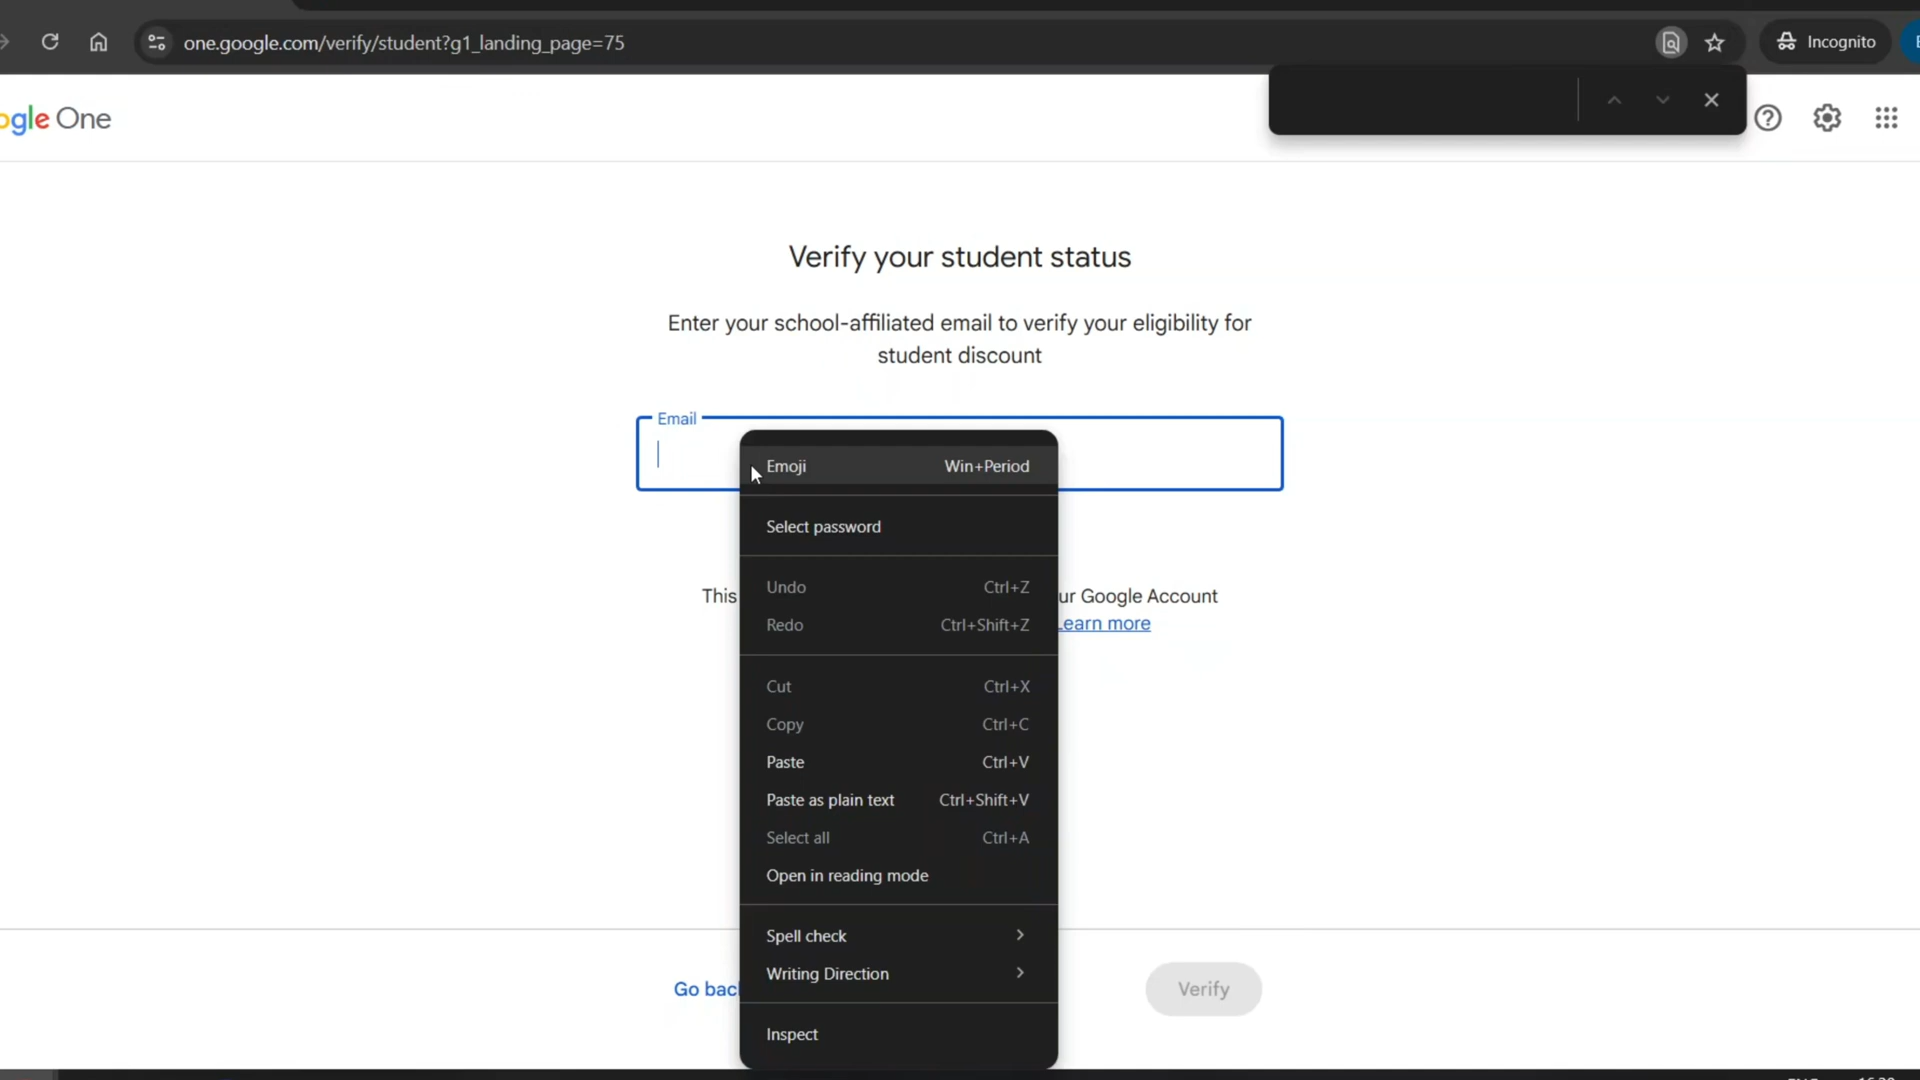 one.google.com/verify/student?g1_landing_page=75
Incognito
ogle One
Verify your student status
Enter your school-affiliated email to verify your eligibility for
student discount
Email
Emoji Win+Period
Select password
Undo Ctrl+Z
Redo Ctrl+Shift+Z
This ur Google Account
Learn more
Cut Ctrl+X
Copy Ctrl+C
Paste Ctrl+V
Paste as plain text Ctrl+Shift+V
Select all Ctrl+A
Open in reading mode
Spell check
Writing Direction
Go back
Verify
Inspect